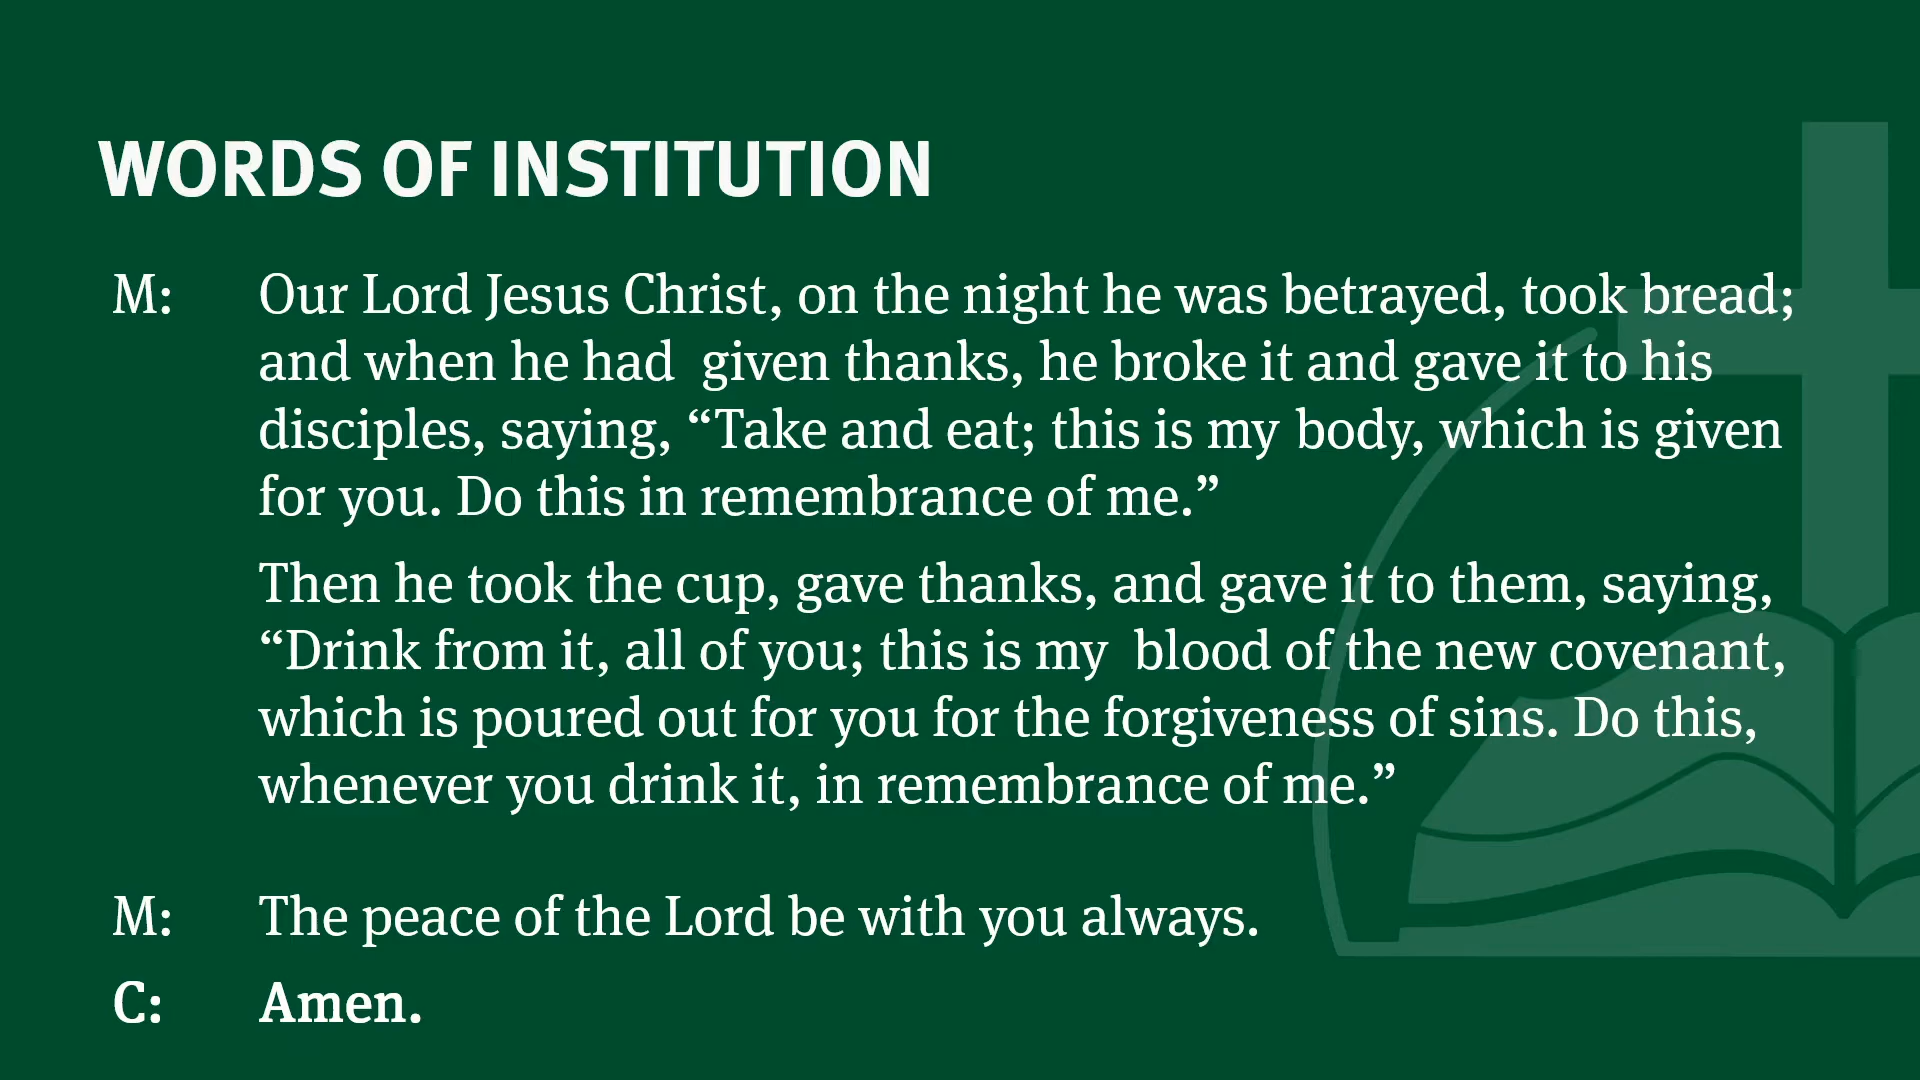 WORDS OF INSTITUTION
M: Our Lord Jesus Christ, on the night he was betrayed, took bread;
and when he had  given thanks, he broke it and gave it to his
disciples, saying, “Take and eat; this is my body, which is given
for you. Do this in remembrance of me.”
Then he took the cup, gave thanks, and gave it to them, saying,
“Drink from it, all of you; this is my  blood of the new covenant,
which is poured out for you for the forgiveness of sins. Do this,
whenever you drink it, in remembrance of me.”
M: The peace of the Lord be with you always.
C: Amen.